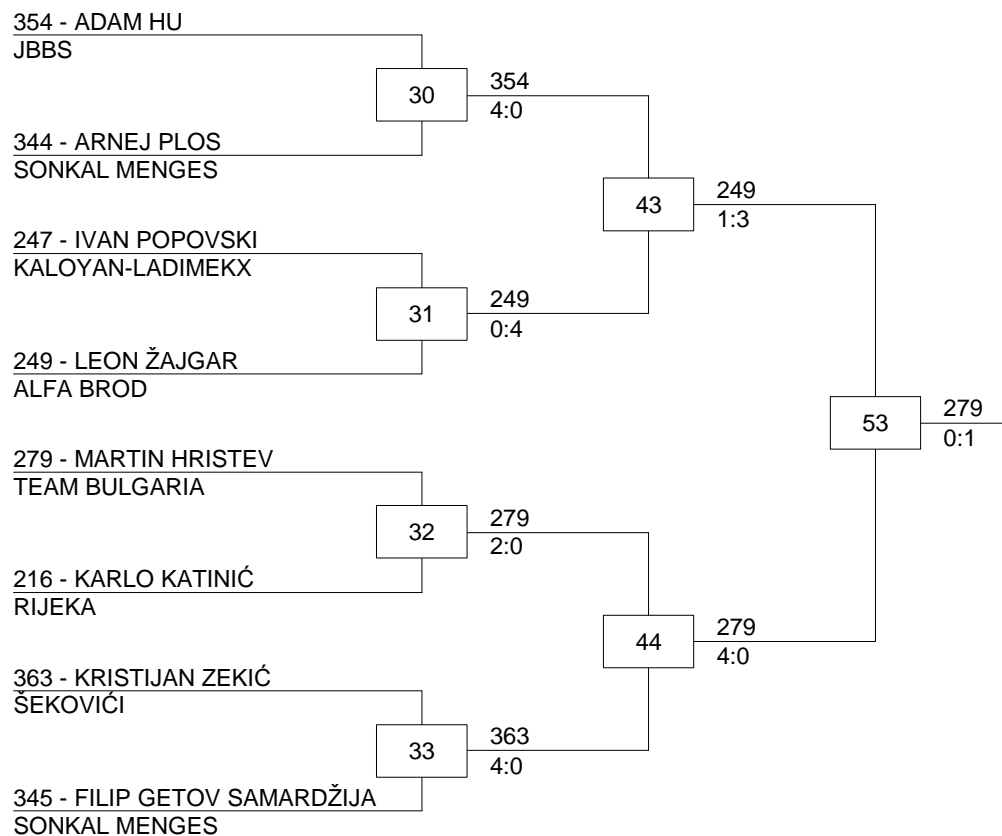 354 - ADAM HU
JBBS
30
354
4:0
344 - ARNEJ PLOS
SONKAL MENGES
43
249
1:3
247 - IVAN POPOVSKI
KALOYAN-LADIMEKX
31
249
0:4
249 - LEON ŽAJGAR
ALFA BROD
53
279
0:1
279 - MARTIN HRISTEV
TEAM BULGARIA
32
279
2:0
216 - KARLO KATINIĆ
RIJEKA
44
279
4:0
363 - KRISTIJAN ZEKIĆ
ŠEKOVIĆI
33
363
4:0
345 - FILIP GETOV SAMARDŽIJA
SONKAL MENGES